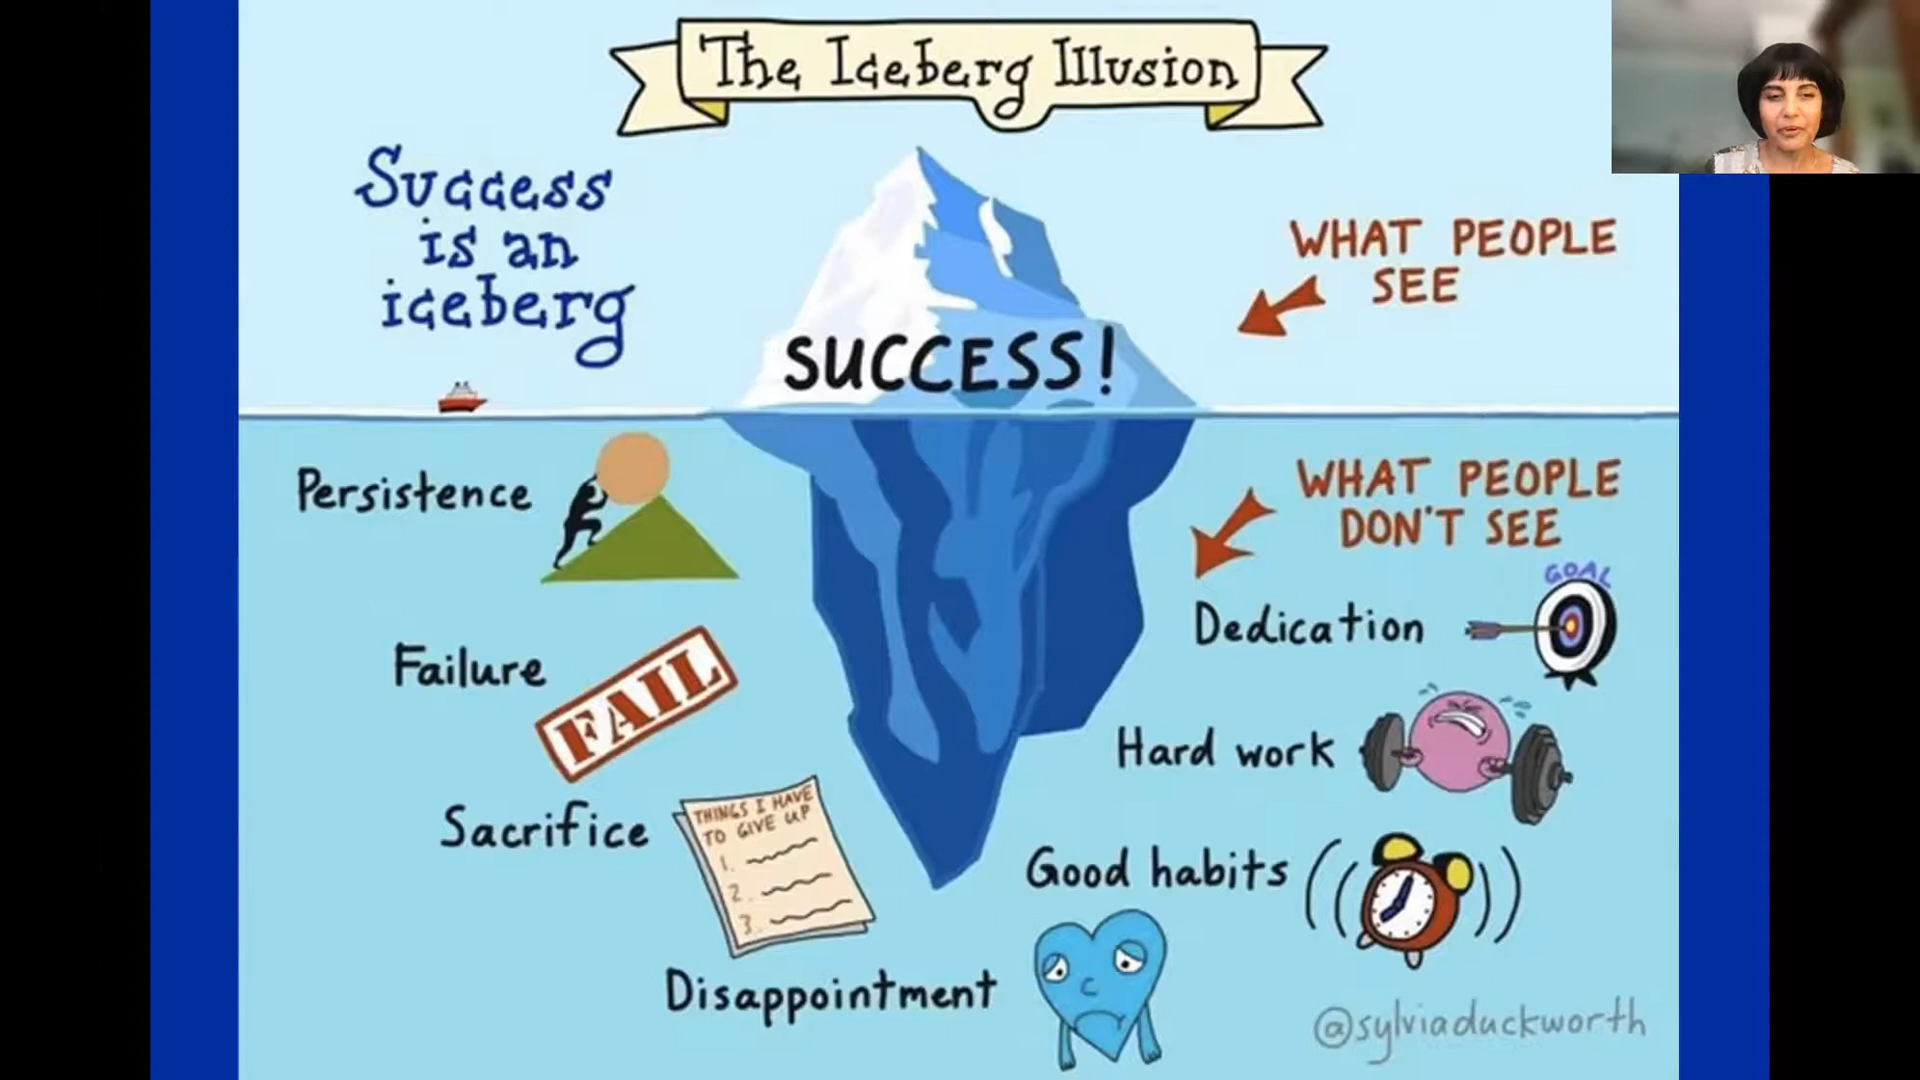 The Iceberg Illusion
Success
is an
iceberg
WHAT PEOPLE
SEE
SUCCESS!
Persistence
WHAT PEOPLE
DON'T SEE
GOAL
Dedication
Failure
FAIL
Hard work
Sacrifice
THINGS I HAVE
TO GIVE UP
1.
2.
3.
Good habits
Disappointment
@sylviaduckworth